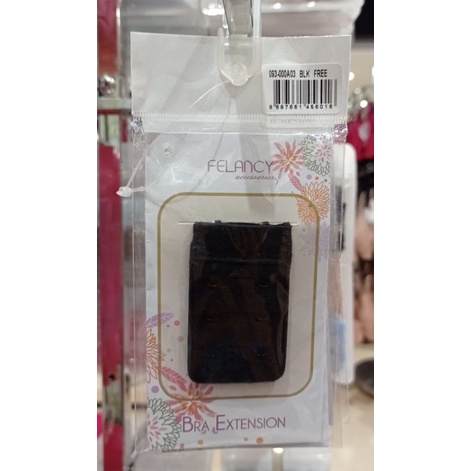 093-000A03 BLK FREE
FELANCY
accessories
BRA EXTENSION